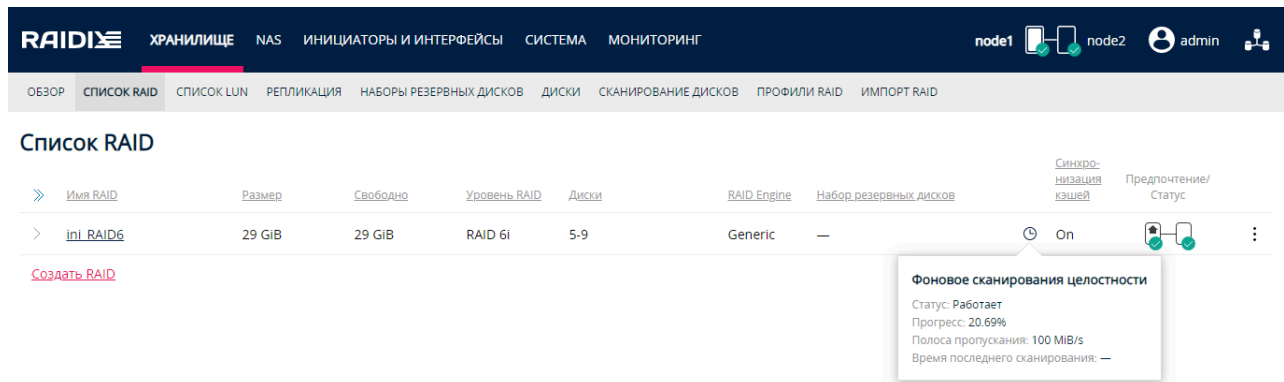 RAIDIX ХРАНИЛИЩЕ NAS ИНИЦИАТОРЫ И ИНТЕРФЕЙСЫ СИСТЕМА МОНИТОРИНГ node1 node2 admin
ОБЗОР СПИСОК RAID СПИСОК LUN РЕПЛИКАЦИЯ НАБОРЫ РЕЗЕРВНЫХ ДИСКОВ ДИСКИ СКАНИРОВАНИЕ ДИСКОВ ПРОФИЛИ RAID ИМПОРТ RAID
Список RAID
Имя RAID Размер Свободно Уровень RAID Диски RAID Engine Набор резервных дисков
Синхро-
низация
кэшей
Предпочтение/
Статус
ini_RAID6 29 GiB 29 GiB RAID 6i 5-9 Generic — On
Создать RAID
Фоновое сканирования целостности
Статус: Работает
Прогресс: 20.69%
Полоса пропускания: 100 MiB/s
Время последнего сканирования: —